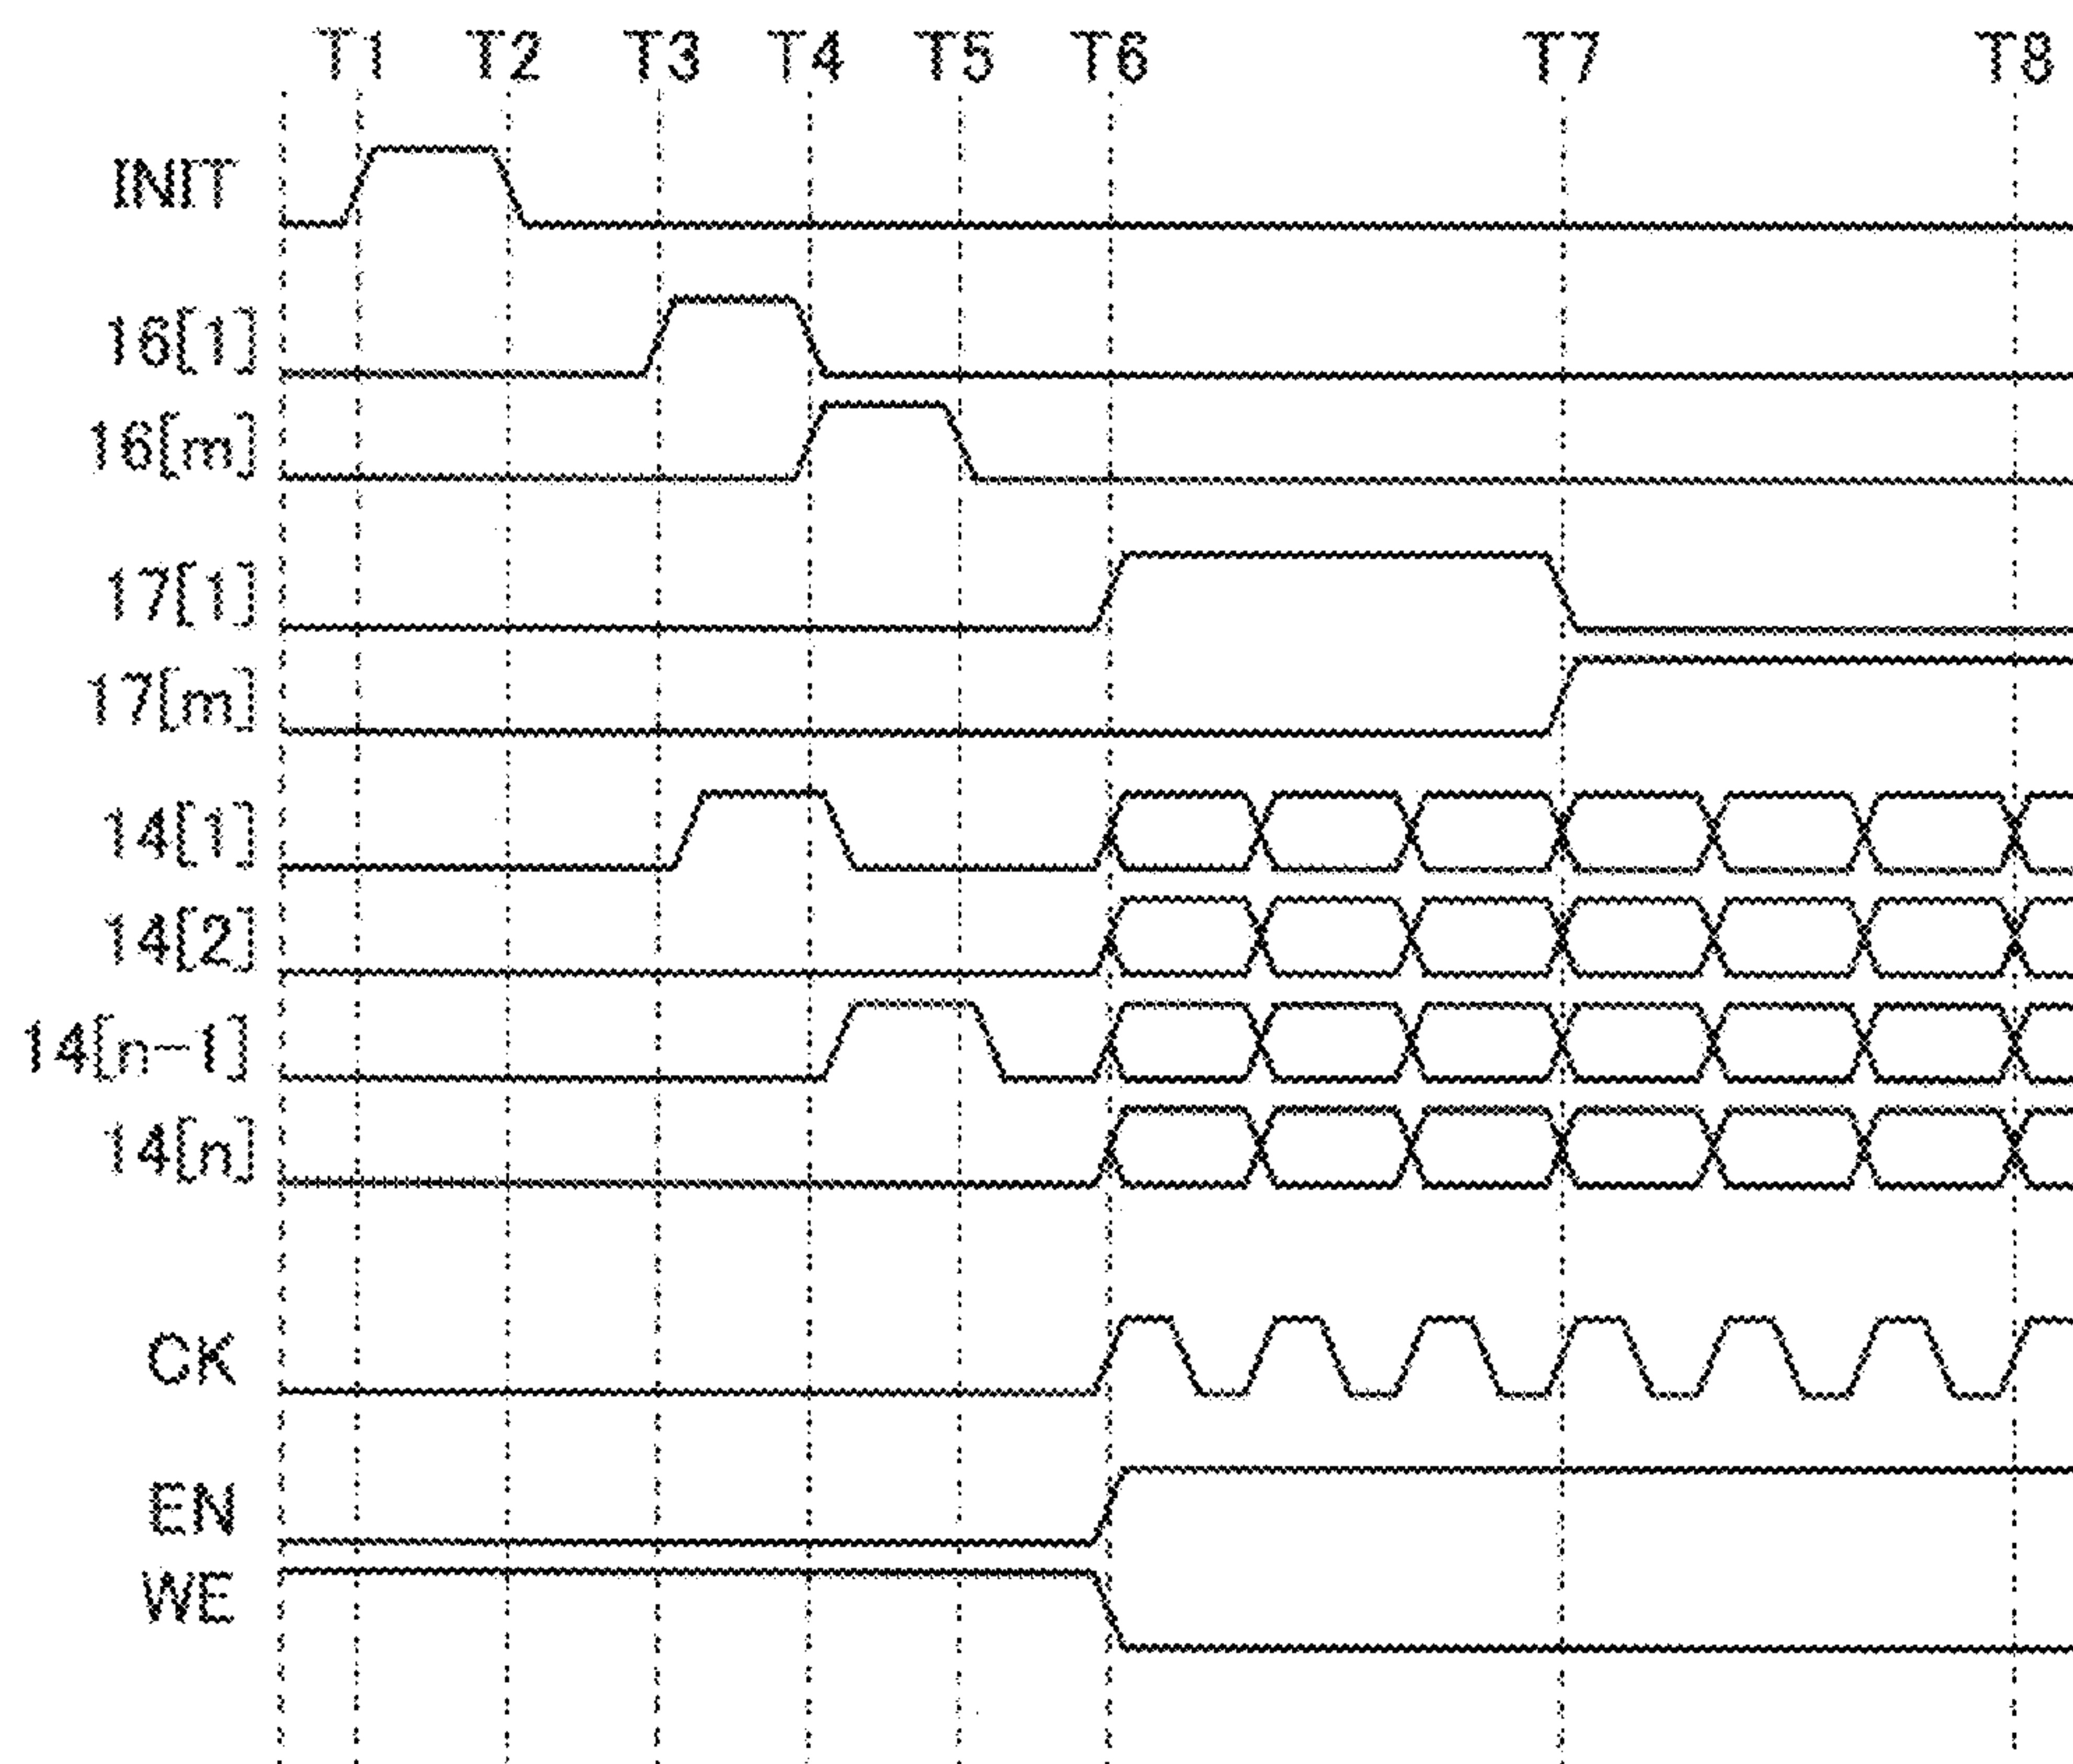 T1 T2 T3 T4 T5 T6 T7 T8
INIT
16[1]
16[m]
17[1]
17[m]
14[1]
14[2]
14[n-1]
14[n]
CK
EN
WE